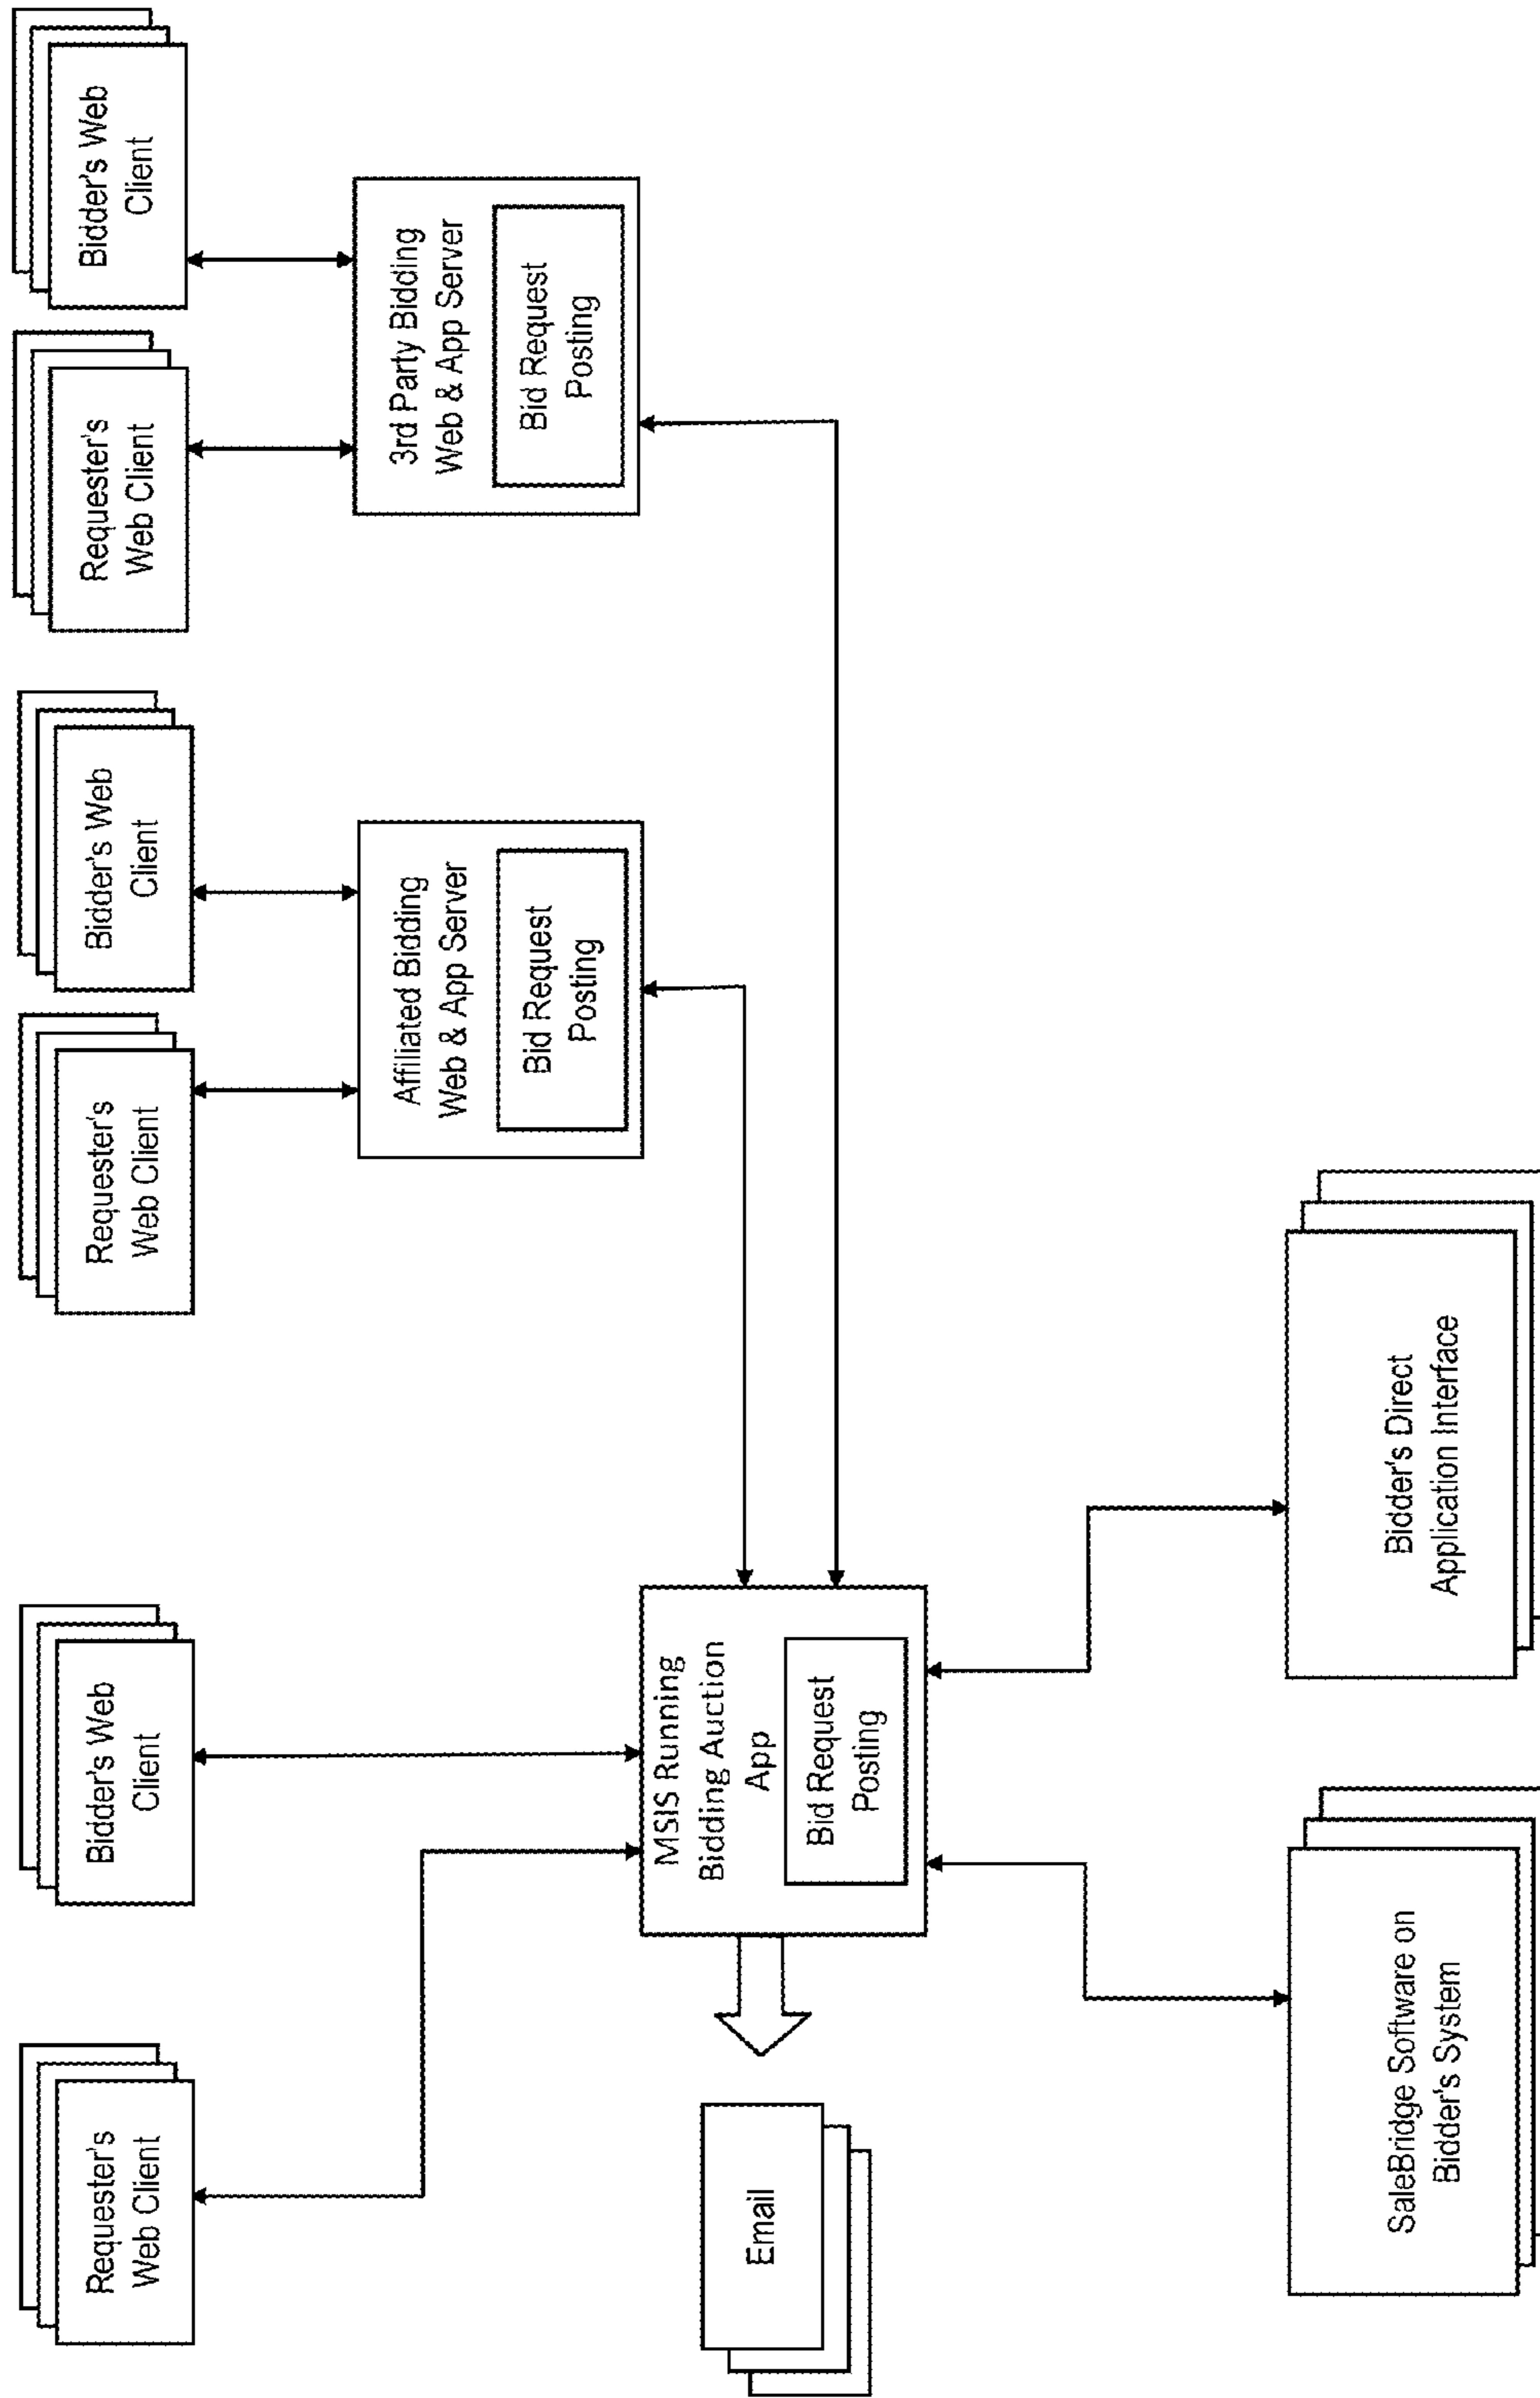 Requester's
Web Client
Bidder's Web
Client
Requester's
Web Client
Bidder's Web
Client
Requester's
Web Client
Bidder's Web
Client
Affiliated Bidding
Web & App Server
Bid Request
Posting
3rd Party Bidding
Web & App Server
Bid Request
Posting
Email
MSIS Running
Bidding Auction
App
Bid Request
Posting
SaleBridge Software on
Bidder's System
Bidder's Direct
Application Interface